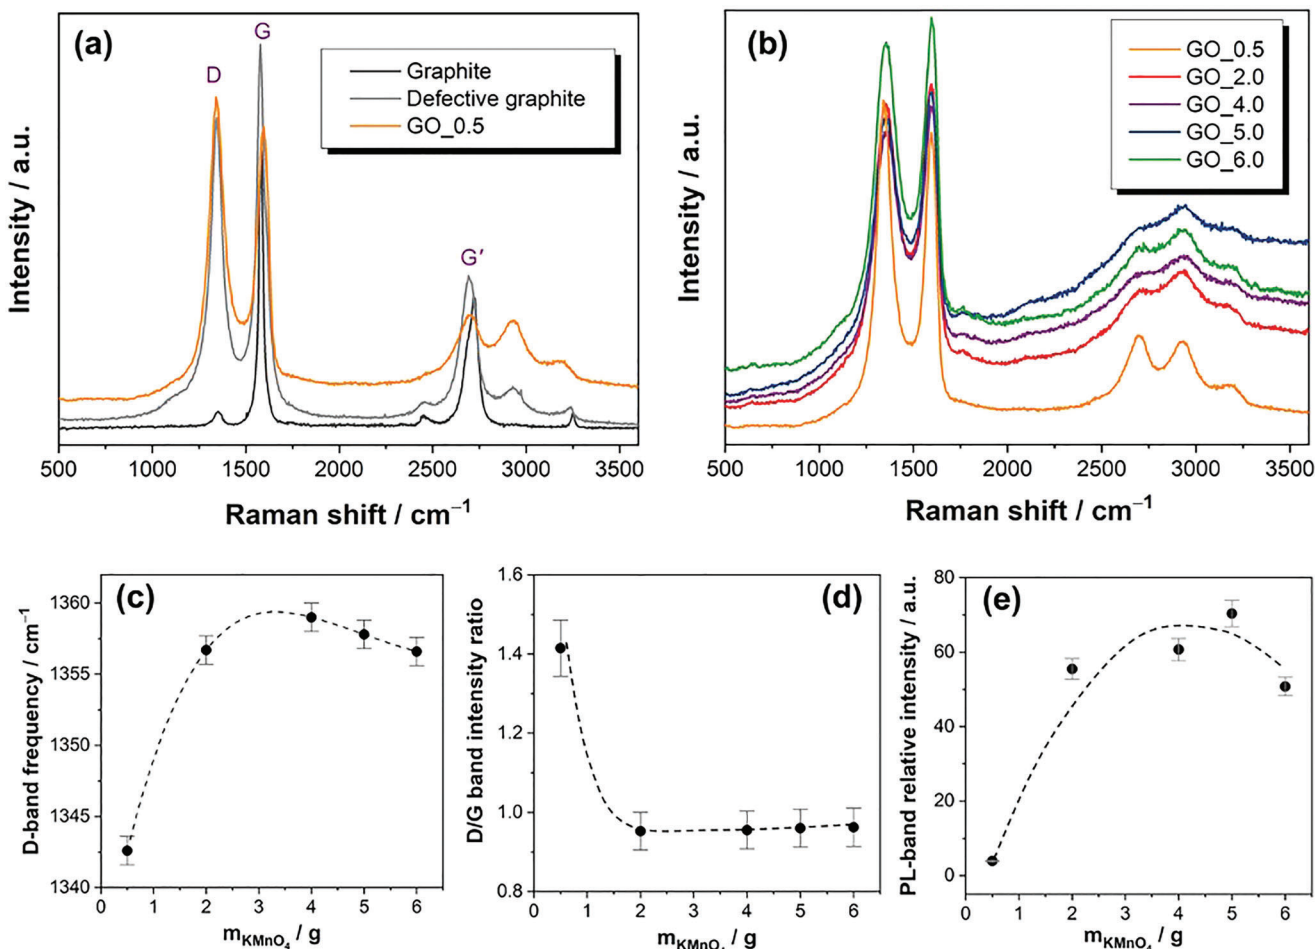 (a)
D
G
G′
Graphite
Defective graphite
GO_0.5
Intensity / a.u.
500 1000 1500 2000 2500 3000 3500
Raman shift / cm⁻¹
(b)
GO_0.5
GO_2.0
GO_4.0
GO_5.0
GO_6.0
Intensity / a.u.
500 1000 1500 2000 2500 3000 3500
Raman shift / cm⁻¹
(c)
D-band frequency / cm⁻¹
1360
1355
1350
1345
1340
0 1 2 3 4 5 6
mKMnO₄ / g
(d)
D/G band intensity ratio
1.6
1.4
1.2
1.0
0.8
0 1 2 3 4 5 6
mKMnO₄ / g
(e)
PL-band relative intensity / a.u.
80
60
40
20
0
0 1 2 3 4 5 6
mKMnO₄ / g